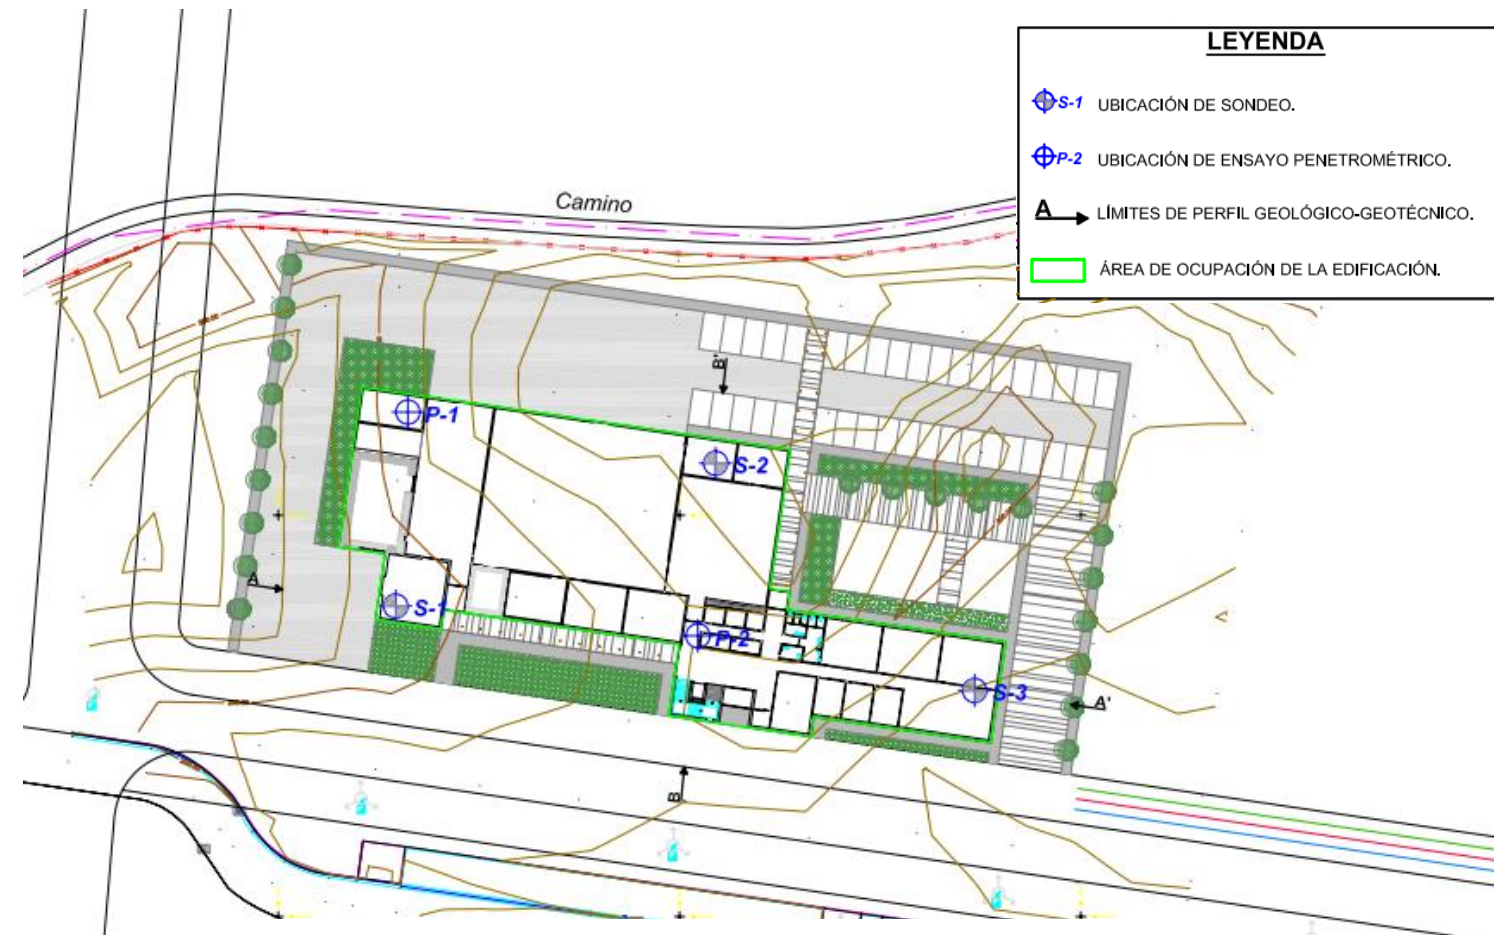 LEYENDA
S-1 UBICACIÓN DE SONDEO.
P-2 UBICACIÓN DE ENSAYO PENETROMÉTRICO.
A LÍMITES DE PERFIL GEOLÓGICO-GEOTÉCNICO.
ÁREA DE OCUPACIÓN DE LA EDIFICACIÓN.
Camino
B'
P-1
S-2
A
S-1
P-2
S-3
A'
B